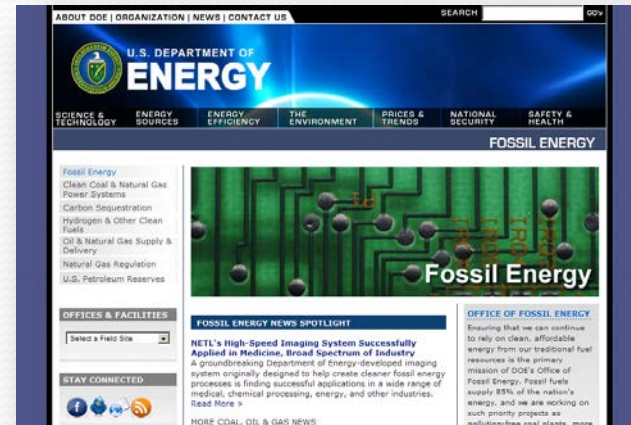 ABOUT DOE | ORGANIZATION | NEWS | CONTACT US
SEARCH
GO
U.S. DEPARTMENT OF
ENERGY
SCIENCE & TECHNOLOGY
ENERGY SOURCES
ENERGY EFFICIENCY
THE ENVIRONMENT
PRICES & TRENDS
NATIONAL SECURITY
SAFETY & HEALTH
FOSSIL ENERGY
Fossil Energy
Clean Coal & Natural Gas
Power Systems
Carbon Sequestration
Hydrogen & Other Clean
Fuels
Oil & Natural Gas Supply &
Delivery
Natural Gas Regulation
U.S. Petroleum Reserves
Fossil Energy
OFFICES & FACILITIES
Select a Field Site
STAY CONNECTED
FOSSIL ENERGY NEWS SPOTLIGHT
NETL's High-Speed Imaging System Successfully
Applied in Medicine, Broad Spectrum of Industry
A groundbreaking Department of Energy-developed imaging
system originally designed to help create cleaner fossil energy
processes is finding successful applications in a wide range of
medical, chemical processing, energy, and other industries.
Read More >
MORE COAL, OIL & GAS NEWS
OFFICE OF FOSSIL ENERGY
Ensuring that we can continue
to rely on clean, affordable
energy from our traditional fuel
resources is the primary
mission of DOE's Office of
Fossil Energy. Fossil fuels
supply 85% of the nation's
energy, and we are working on
such priority projects as
pollution-free coal plants, more